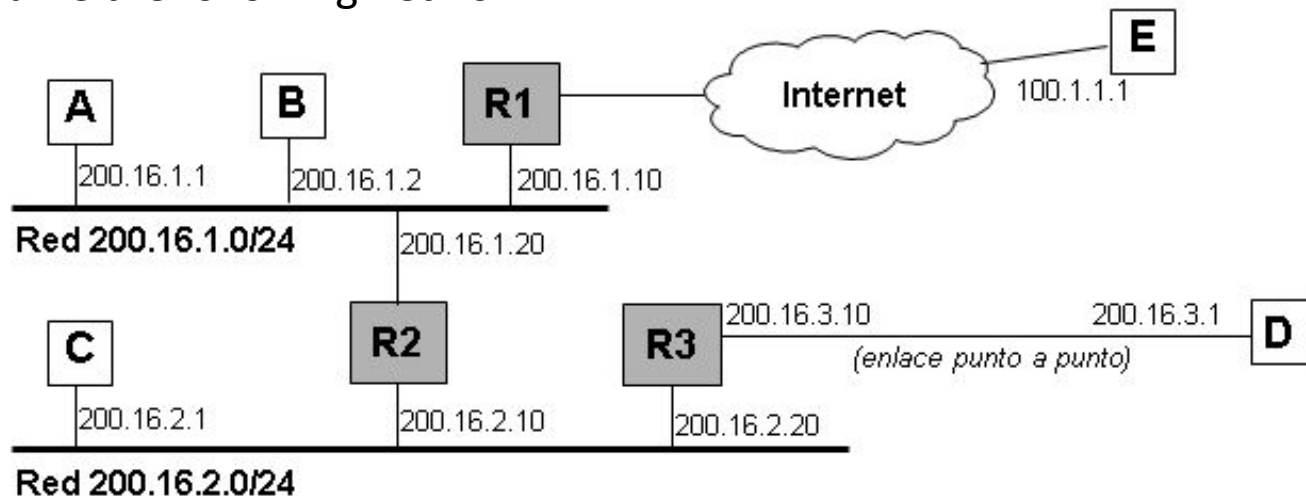 E
A
B
R1
Internet
100.1.1.1
200.16.1.1
200.16.1.2
200.16.1.10
Red 200.16.1.0/24
200.16.1.20
C
R2
R3
200.16.3.10
200.16.3.1
D
(enlace punto a punto)
200.16.2.1
200.16.2.10
200.16.2.20
Red 200.16.2.0/24